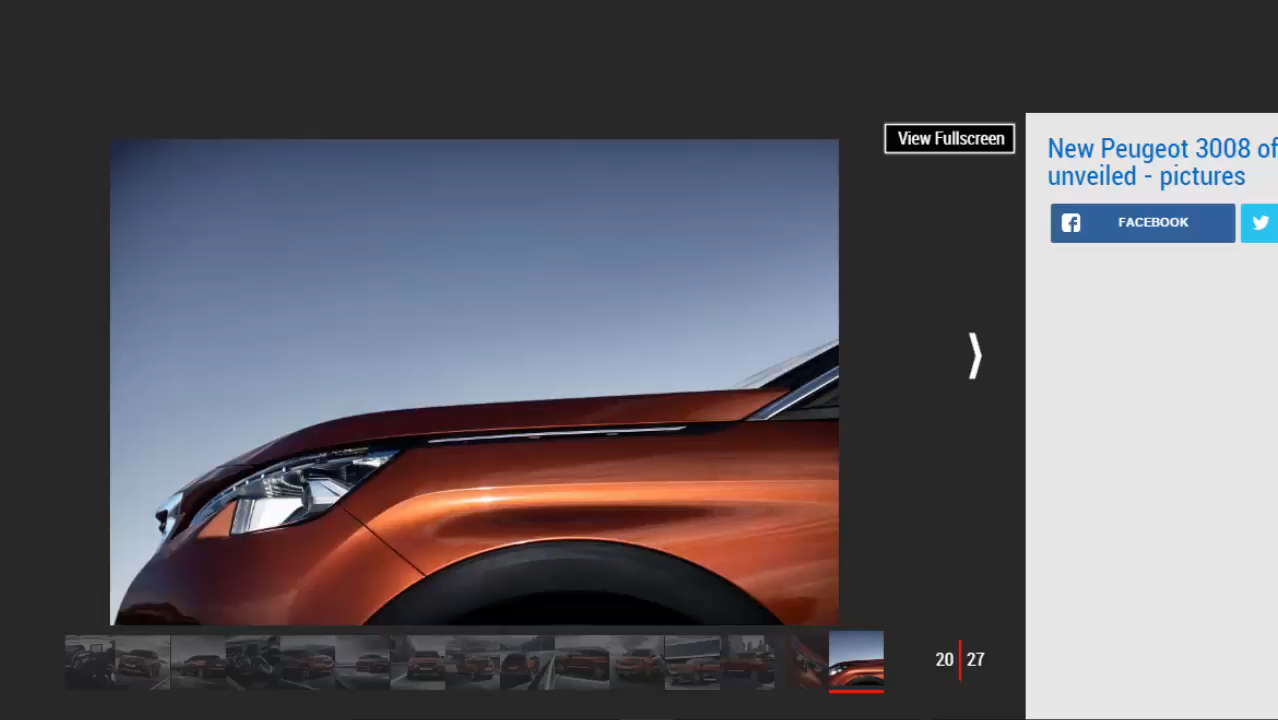 View Fullscreen
New Peugeot 3008 of
unveiled - pictures
FACEBOOK
20 27